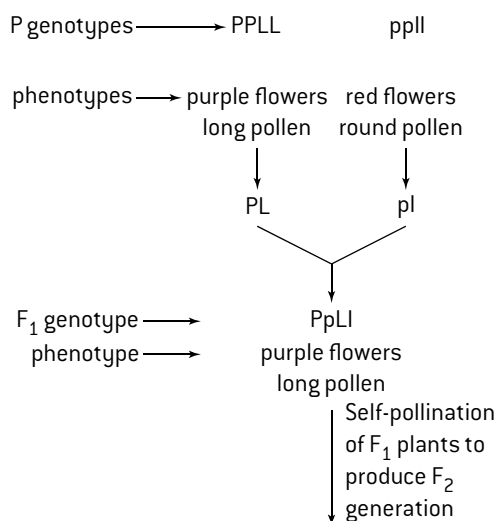 P genotypes PPLL ppll
phenotypes purple flowers red flowers
long pollen round pollen
PL pl
F₁ genotype PpLl
phenotype purple flowers
long pollen
Self-pollination
of F₁ plants to
produce F₂
generation